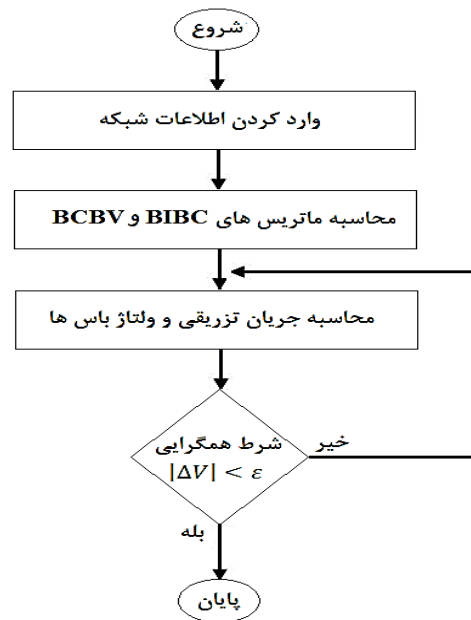 شروع
وارد کردن اطلاعات شبکه
محاسبه ماتریس های BIBC و BCBV
محاسبه جریان تزریقی و ولتاژ باس ها
شرط همگرایی
|ΔV| < ε
خیر
بله
پایان